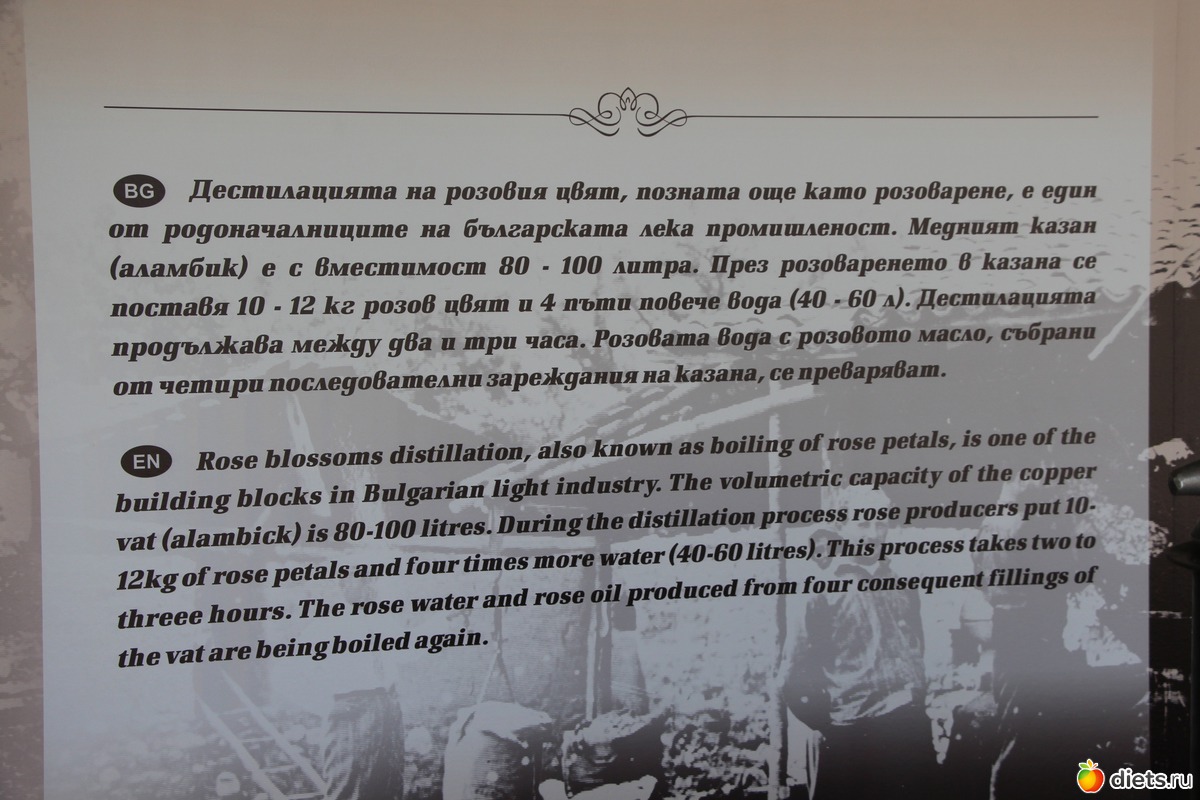 BG Дестилацията на розовия цвят, позната още като розоварене, е един
от родоначалниците на българската лека промишленост. Медният казан
(аламбик) е с вместимост 80 - 100 литра. През розоваренето в казана се
поставя 10 - 12 кг розов цвят и 4 пъти повече вода (40 - 60 л). Дестилацията
продължава между два и три часа. Розовата вода с розовото масло, събрани
от четири последователни зареждания на казана, се преваряват.
EN Rose blossoms distillation, also known as boiling of rose petals, is one of the
building blocks in Bulgarian light industry. The volumetric capacity of the copper
vat (alambick) is 80-100 litres. During the distillation process rose producers put 10-
12kg of rose petals and four times more water (40-60 litres). This process takes two to
threee hours. The rose water and rose oil produced from four consequent fillings of
the vat are being boiled again.
diets.ru